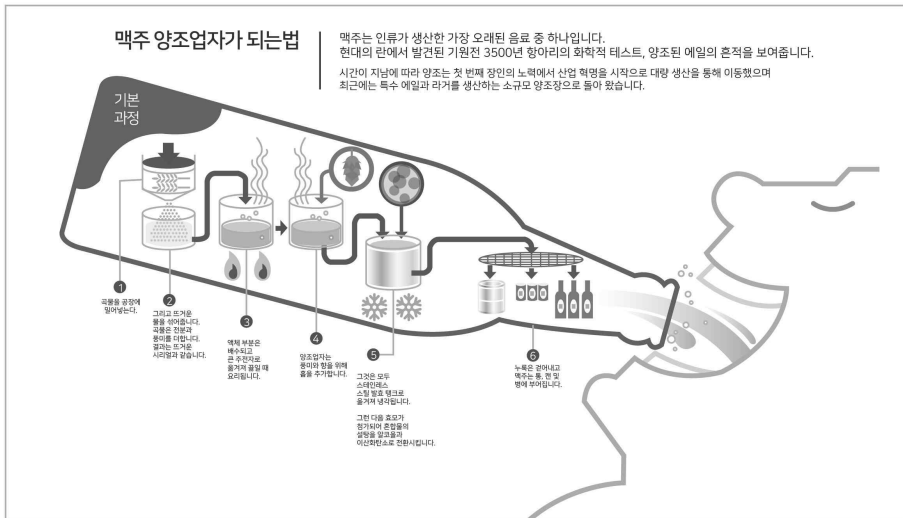 맥주 양조업자가 되는법
맥주는 인류가 생산한 가장 오래된 음료 중 하나입니다.
현대의 란에서 발견된 기원전 3500년 항아리의 화학적 테스트, 양조된 에일의 흔적을 보여줍니다.
시간이 지남에 따라 양조는 첫 번째 장인의 노력에서 산업 혁명을 시작으로 대량 생산을 통해 이동했으며
최근에는 특수 에일과 라거를 생산하는 소규모 양조장으로 돌아 왔습니다.
기본
과정
1
곡물을 공장에
밀어넣는다.
2
그리고 뜨거운
물을 섞어줍니다.
곡물은 전분과
풍미를 더합니다.
결과는 뜨거운
시리얼과 같습니다.
3
액체 부분은
배수되고
큰 주전자로
옮겨져 끓일 때
요리됩니다.
4
양조업자는
풍미와 향을 위해
홉을 추가합니다.
5
그것은 모두
스테인레스
스틸 발효 탱크로
옮겨져 냉각됩니다.
그런 다음 효모가
첨가되어 혼합물의
설탕을 알코올과
이산화탄소로 전환시킵니다.
6
누룩은 걷어내고
맥주는 통, 캔 및
병에 부어집니다.